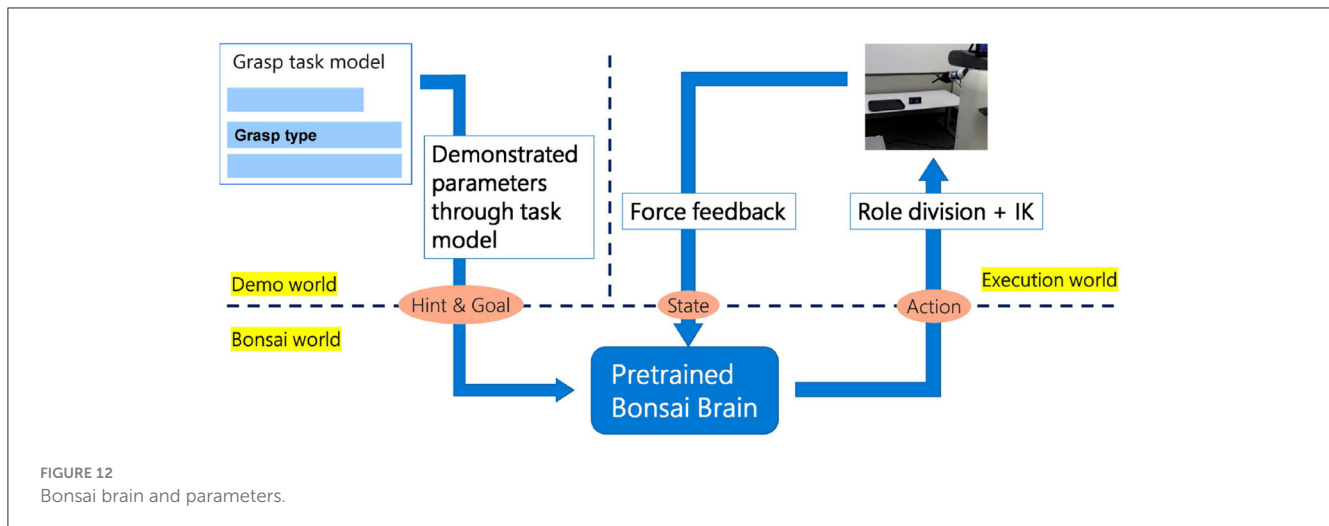 Grasp task model
Grasp type
Demonstrated
parameters
through task
model
Force feedback
Role division + IK
Demo world
Execution world
Hint & Goal
State
Action
Bonsai world
Pretrained
Bonsai Brain
FIGURE 12
Bonsai brain and parameters.